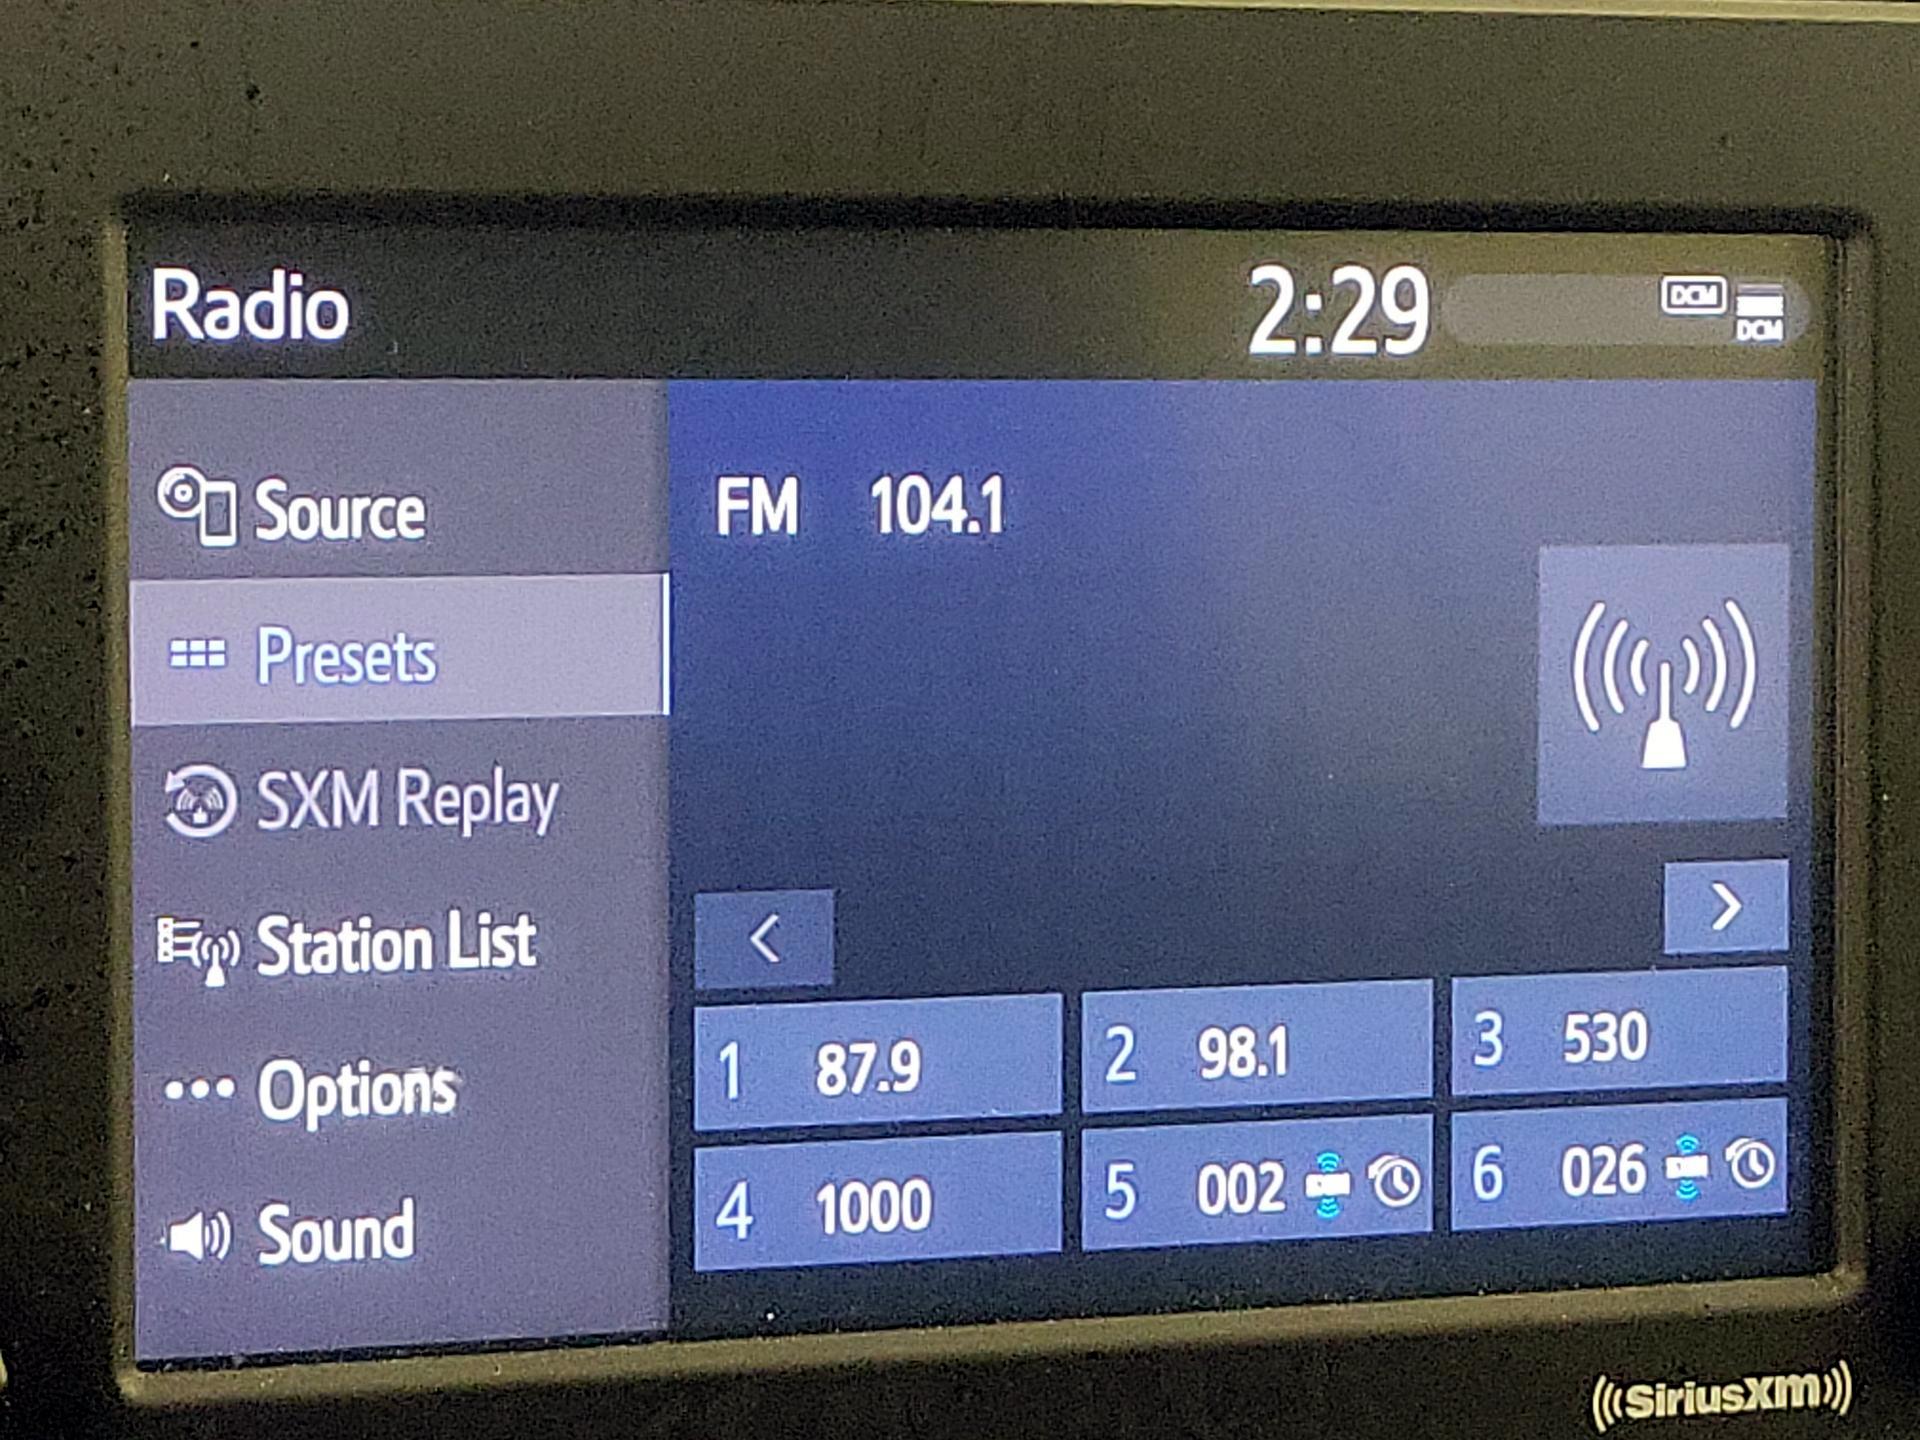 Radio
2:29
DCM
DCM
Source
Presets
SXM Replay
Station List
Options
Sound
FM 104.1
<
>
1 87.9
2 98.1
3 530
4 1000
5 002
6 026
((SiriusXM))